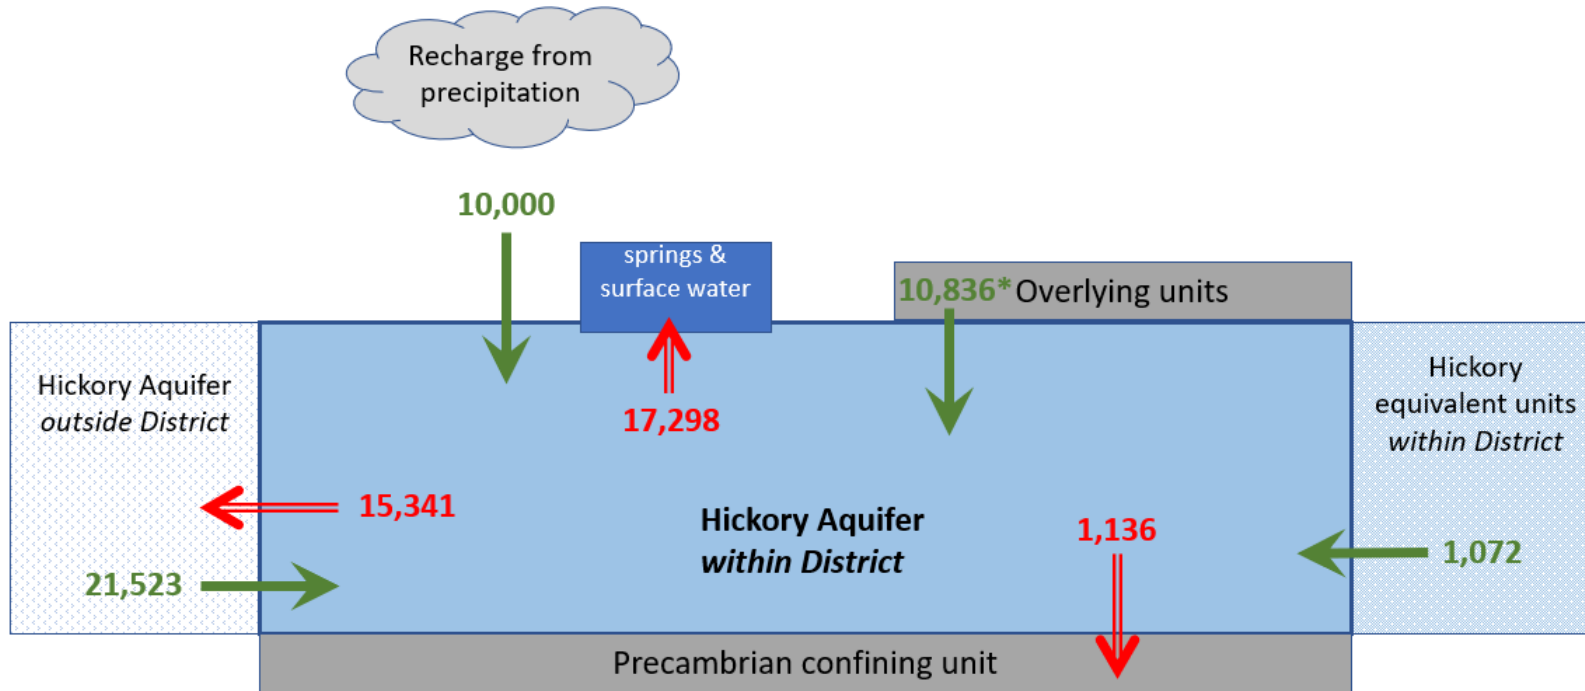 Recharge from
precipitation
10,000
springs &
surface water
10,836* Overlying units
Hickory Aquifer
outside District
17,298
Hickory
equivalent units
within District
15,341
Hickory Aquifer
within District
1,136
1,072
21,523
Precambrian confining unit